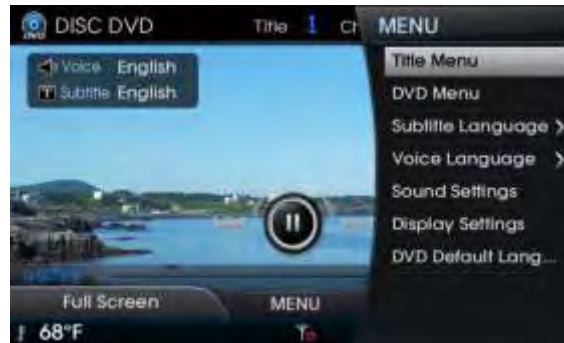 DISC DVD Title 1 Ch
MENU
Voice English
Subtitle English
Title Menu
DVD Menu
Subtitle Language >
Voice Language >
Sound Settings
Display Settings
DVD Default Lang...
Full Screen
MENU
68°F